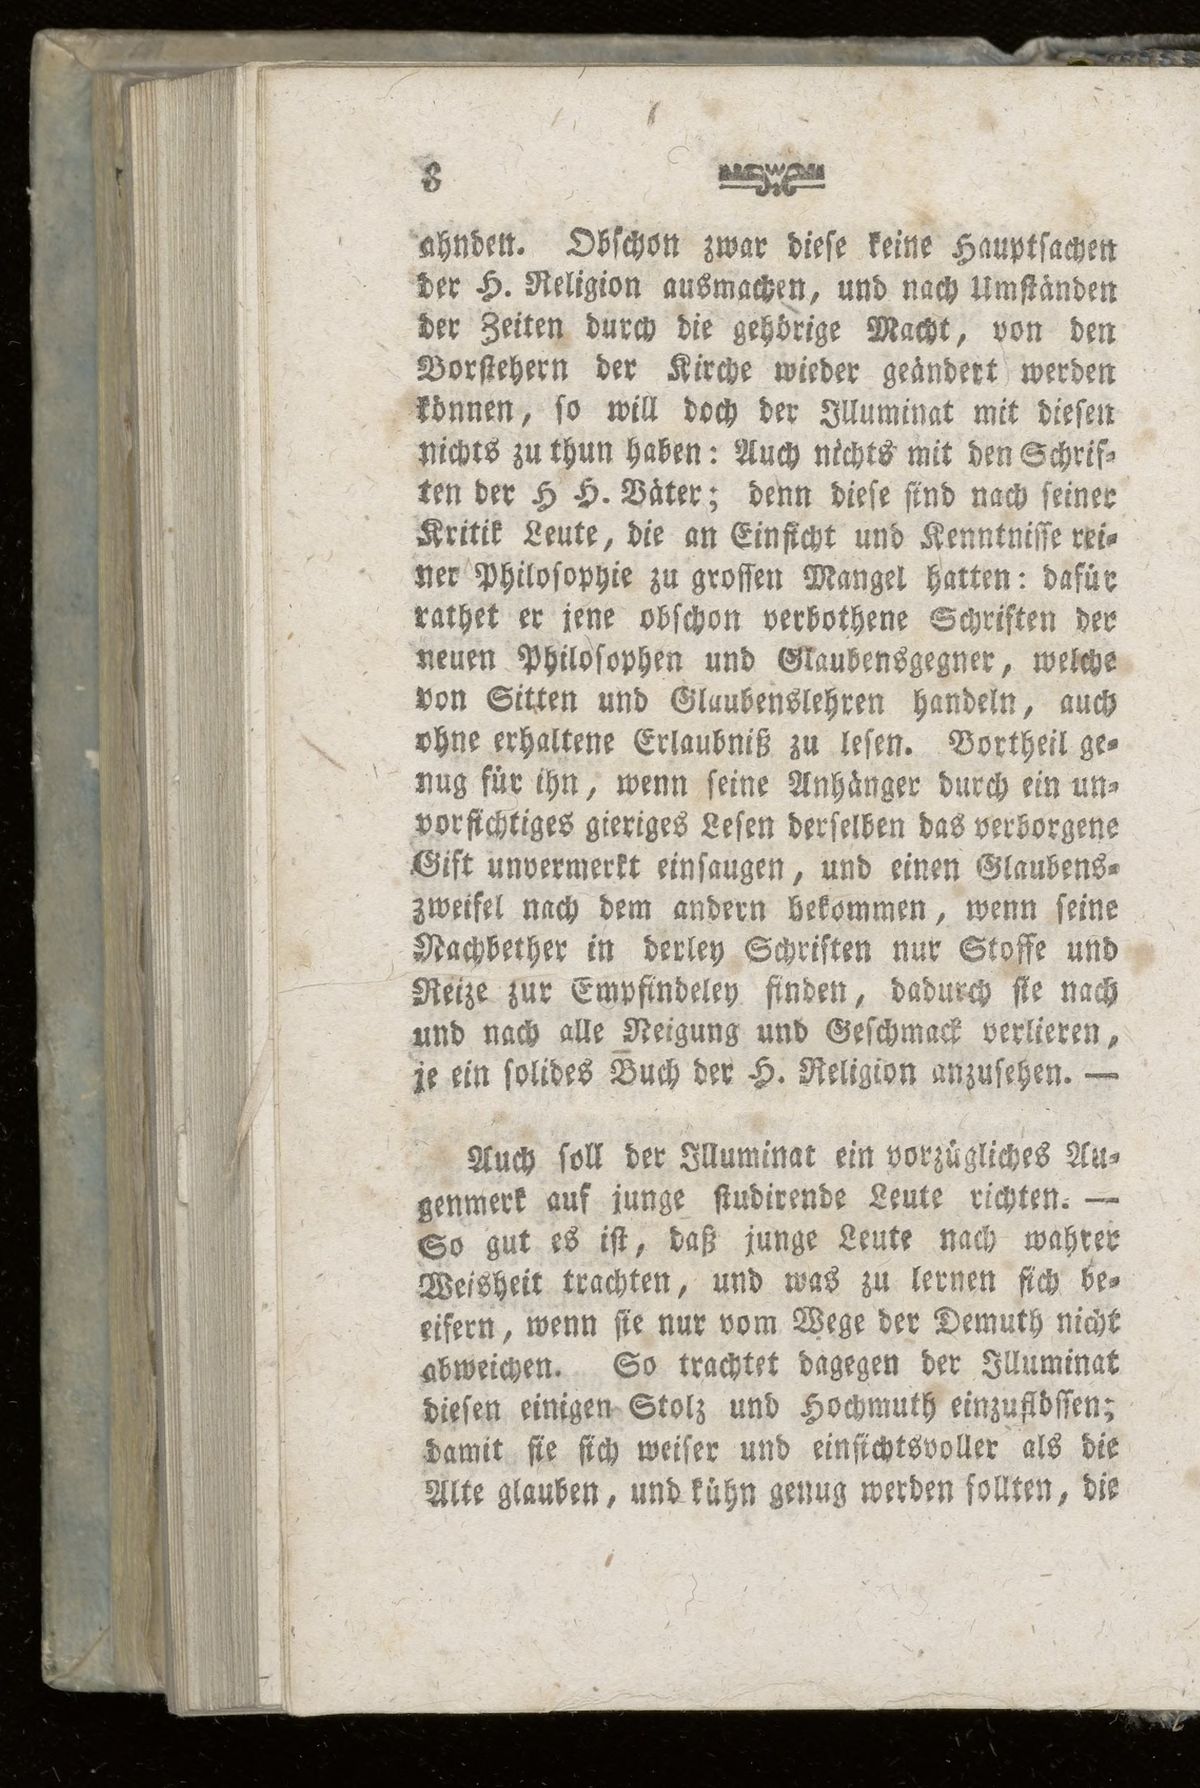 8
ahnden. Obschon zwar diese keine Hauptsachen
der H. Religion ausmachen, und nach Umständen
der Zeiten durch die gehörige Macht, von den
Vorstehern der Kirche wieder geändert werden
können, so will doch der Illuminat mit diesen
nichts zu thun haben: Auch nichts mit den Schrif-
ten der H H. Väter; denn diese sind nach seiner
Kritik Leute, die an Einsicht und Kenntnisse rei-
ner Philosophie zu grossen Mangel hatten: dafür
rathet er jene obschon verbothene Schriften der
neuen Philosophen und Glaubensgegner, welche
von Sitten und Glaubenslehren handeln, auch
ohne erhaltene Erlaubniß zu lesen. Vortheil ge-
nug für ihn, wenn seine Anhänger durch ein un-
vorsichtiges gieriges Lesen derselben das verborgene
Gift unvermerkt einsaugen, und einen Glaubens-
zweifel nach dem andern bekommen, wenn seine
Nachbether in derley Schriften nur Stoffe und
Reize zur Empfindeley finden, dadurch sie nach
und nach alle Neigung und Geschmack verlieren,
je ein solides Buch der H. Religion anzusehen. —
Auch soll der Illuminat ein vorzügliches Au-
genmerk auf junge studirende Leute richten. —
So gut es ist, daß junge Leute nach wahrer
Weisheit trachten, und was zu lernen sich be-
eifern, wenn sie nur vom Wege der Demuth nicht
abweichen. So trachtet dagegen der Illuminat
diesen einigen Stolz und Hochmuth einzuflössen;
damit sie sich weiser und einsichtsvoller als die
Alte glauben, und kühn genug werden sollten, die